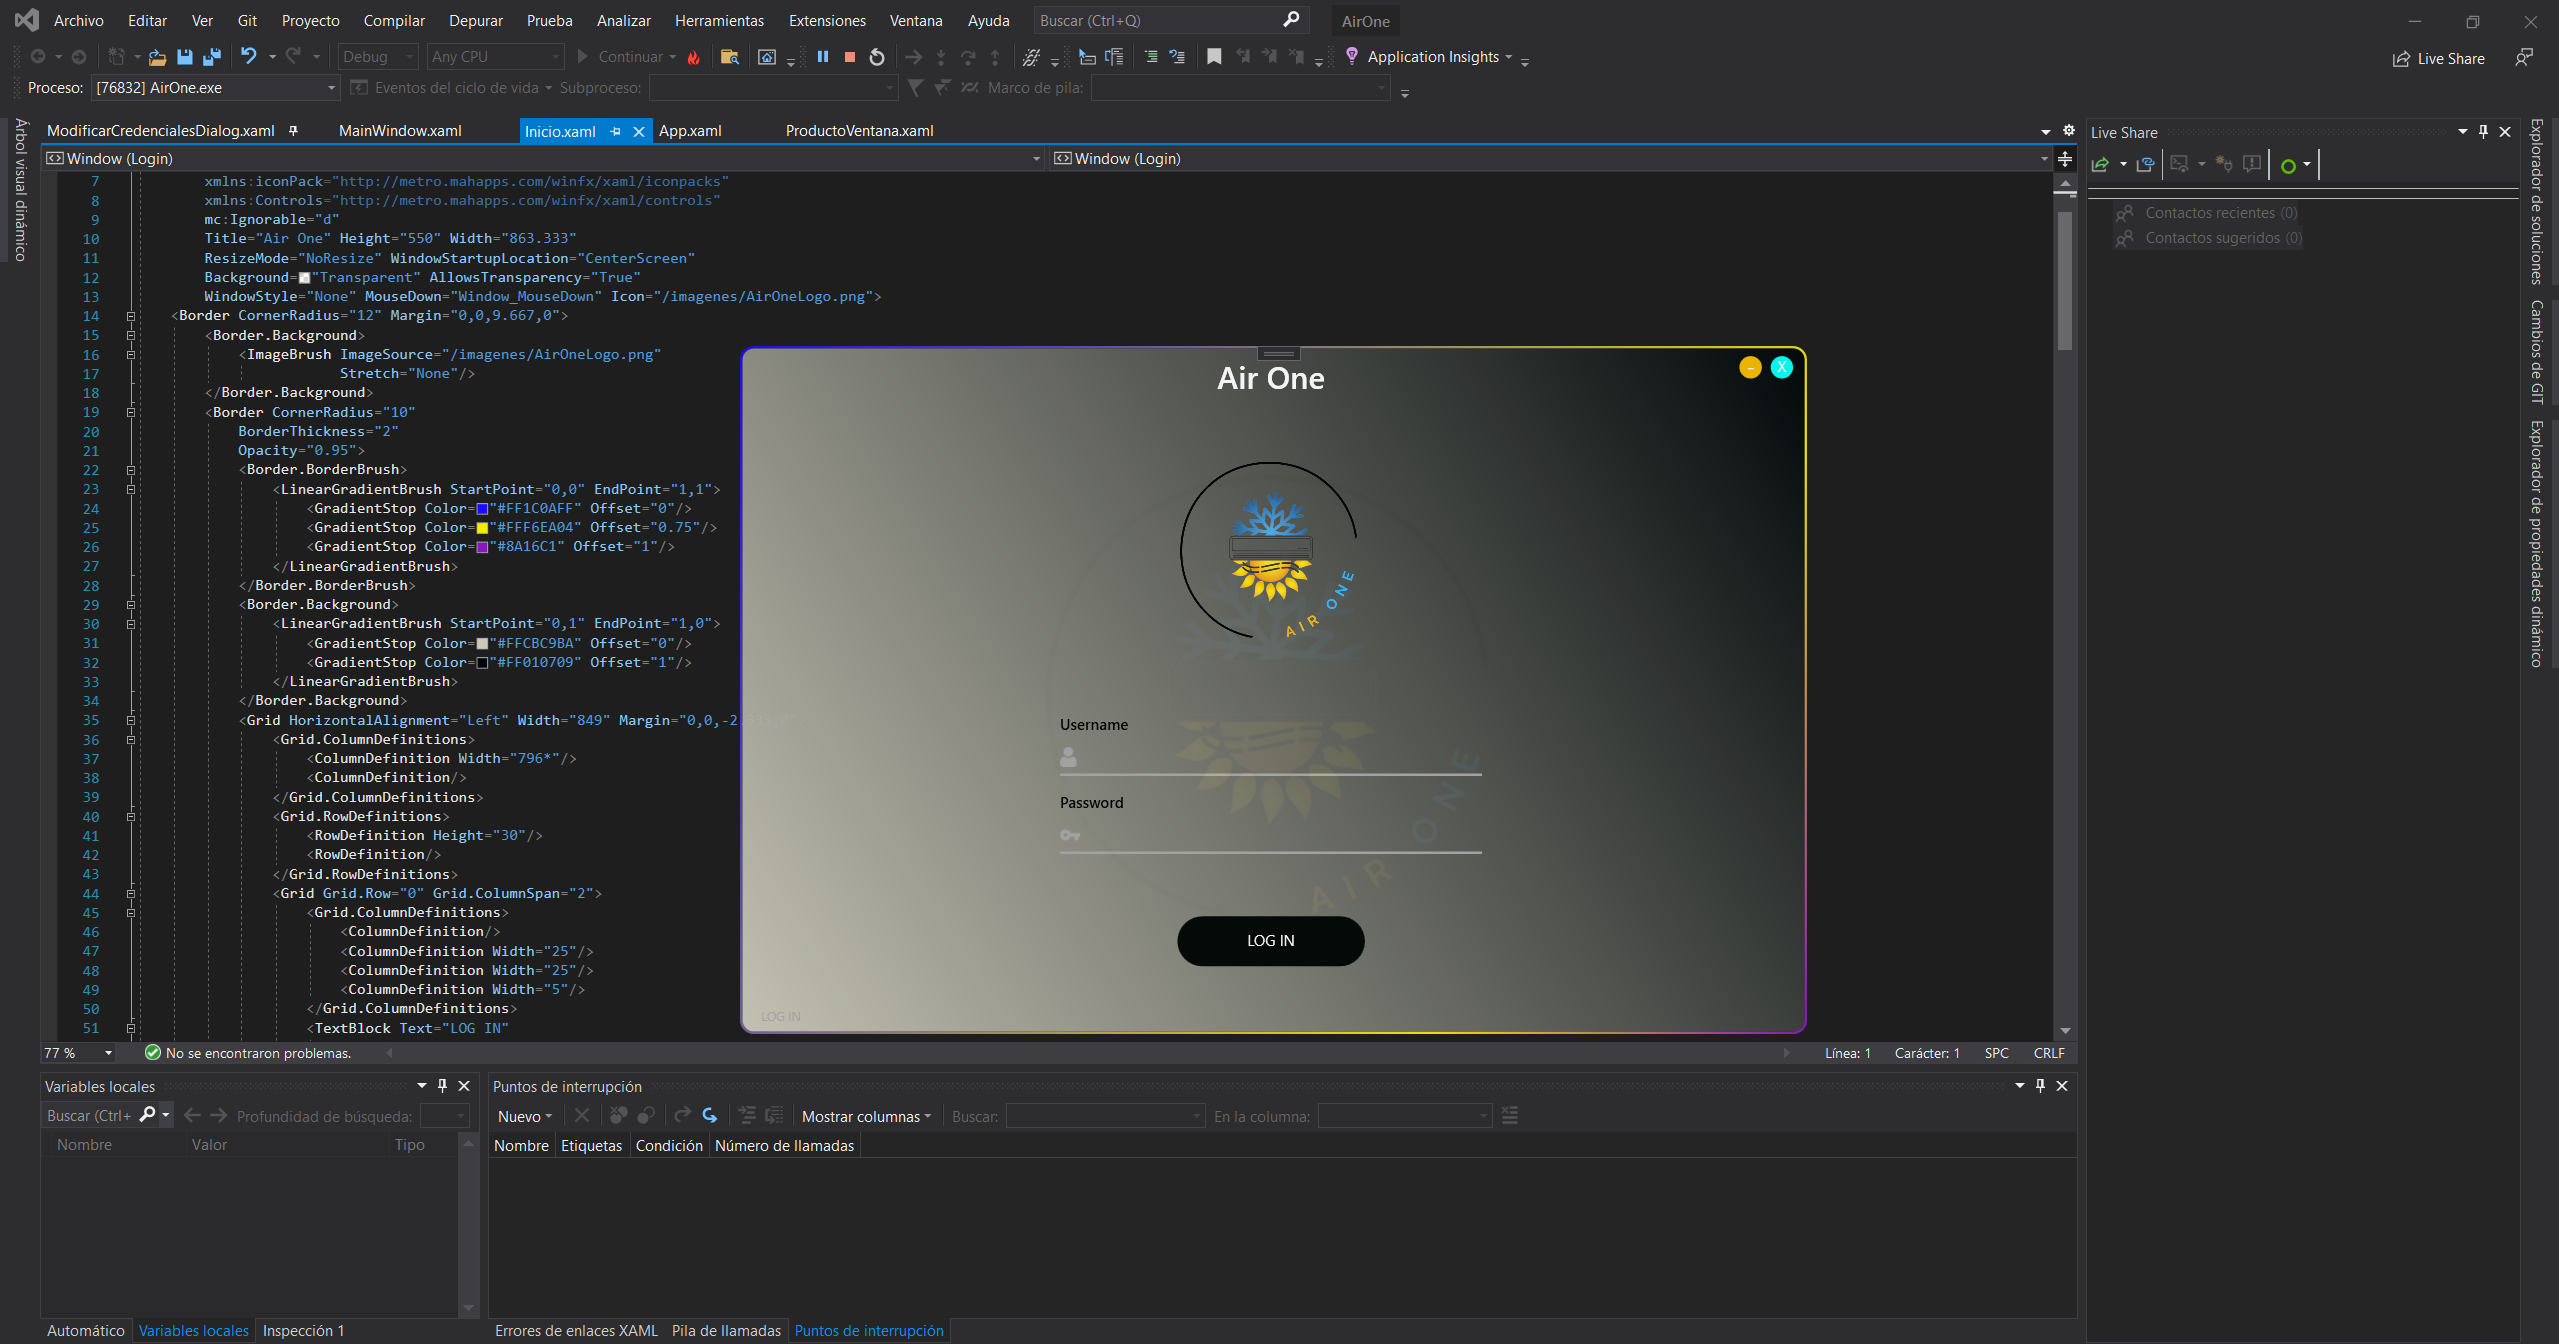 Archivo Editar Ver Git Proyecto Compilar Depurar Prueba Analizar Herramientas Extensiones Ventana Ayuda Buscar (Ctrl+Q) AirOne
Debug Any CPU Continuar Application Insights Live Share
Proceso: [76832] AirOne.exe Eventos del ciclo de vida Subproceso: Marco de pila:
Árbol visual dinámico
ModificarCredencialesDialog.xaml MainWindow.xaml Inicio.xaml App.xaml ProductoVentana.xaml
Window (Login) Window (Login)
7 xmlns:iconPack="http://metro.mahapps.com/winfx/xaml/iconpacks"
8 xmlns:Controls="http://metro.mahapps.com/winfx/xaml/controls"
9 mc:Ignorable="d"
10 Title="Air One" Height="550" Width="863.333"
11 ResizeMode="NoResize" WindowStartupLocation="CenterScreen"
12 Background="Transparent" AllowsTransparency="True"
13 WindowStyle="None" MouseDown="Window_MouseDown" Icon="/imagenes/AirOneLogo.png">
14 <Border CornerRadius="12" Margin="0,0,9.667,0">
15 <Border.Background>
16 <ImageBrush ImageSource="/imagenes/AirOneLogo.png"
17 Stretch="None"/>
18 </Border.Background>
19 <Border CornerRadius="10"
20 BorderThickness="2"
21 Opacity="0.95">
22 <Border.BorderBrush>
23 <LinearGradientBrush StartPoint="0,0" EndPoint="1,1">
24 <GradientStop Color="#FF1C0AFF" Offset="0"/>
25 <GradientStop Color="#FFF6EA04" Offset="0.75"/>
26 <GradientStop Color="#8A16C1" Offset="1"/>
27 </LinearGradientBrush>
28 </Border.BorderBrush>
29 <Border.Background>
30 <LinearGradientBrush StartPoint="0,1" EndPoint="1,0">
31 <GradientStop Color="#FFCBC9BA" Offset="0"/>
32 <GradientStop Color="#FF010709" Offset="1"/>
33 </LinearGradientBrush>
34 </Border.Background>
35 <Grid HorizontalAlignment="Left" Width="849" Margin="0,0,-2
36 <Grid.ColumnDefinitions>
37 <ColumnDefinition Width="796*"/>
38 <ColumnDefinition/>
39 </Grid.ColumnDefinitions>
40 <Grid.RowDefinitions>
41 <RowDefinition Height="30"/>
42 <RowDefinition/>
43 </Grid.RowDefinitions>
44 <Grid Grid.Row="0" Grid.ColumnSpan="2">
45 <Grid.ColumnDefinitions>
46 <ColumnDefinition/>
47 <ColumnDefinition Width="25"/>
48 <ColumnDefinition Width="25"/>
49 <ColumnDefinition Width="5"/>
50 </Grid.ColumnDefinitions>
51 <TextBlock Text="LOG IN"
Air One
- X
AIR ONE
Username
Password
AIR ONE
LOG IN
LOG IN
77 % No se encontraron problemas. Línea: 1 Carácter: 1 SPC CRLF
Live Share
Contactos recientes (0)
Contactos sugeridos (0)
Explorador de soluciones
Cambios de GIT
Explorador de propiedades dinámico
Variables locales
Buscar (Ctrl+ Profundidad de búsqueda:
Nombre Valor Tipo
Automático Variables locales Inspección 1
Puntos de interrupción
Nuevo Mostrar columnas Buscar: En la columna:
Nombre Etiquetas Condición Número de llamadas
Errores de enlaces XAML Pila de llamadas Puntos de interrupción